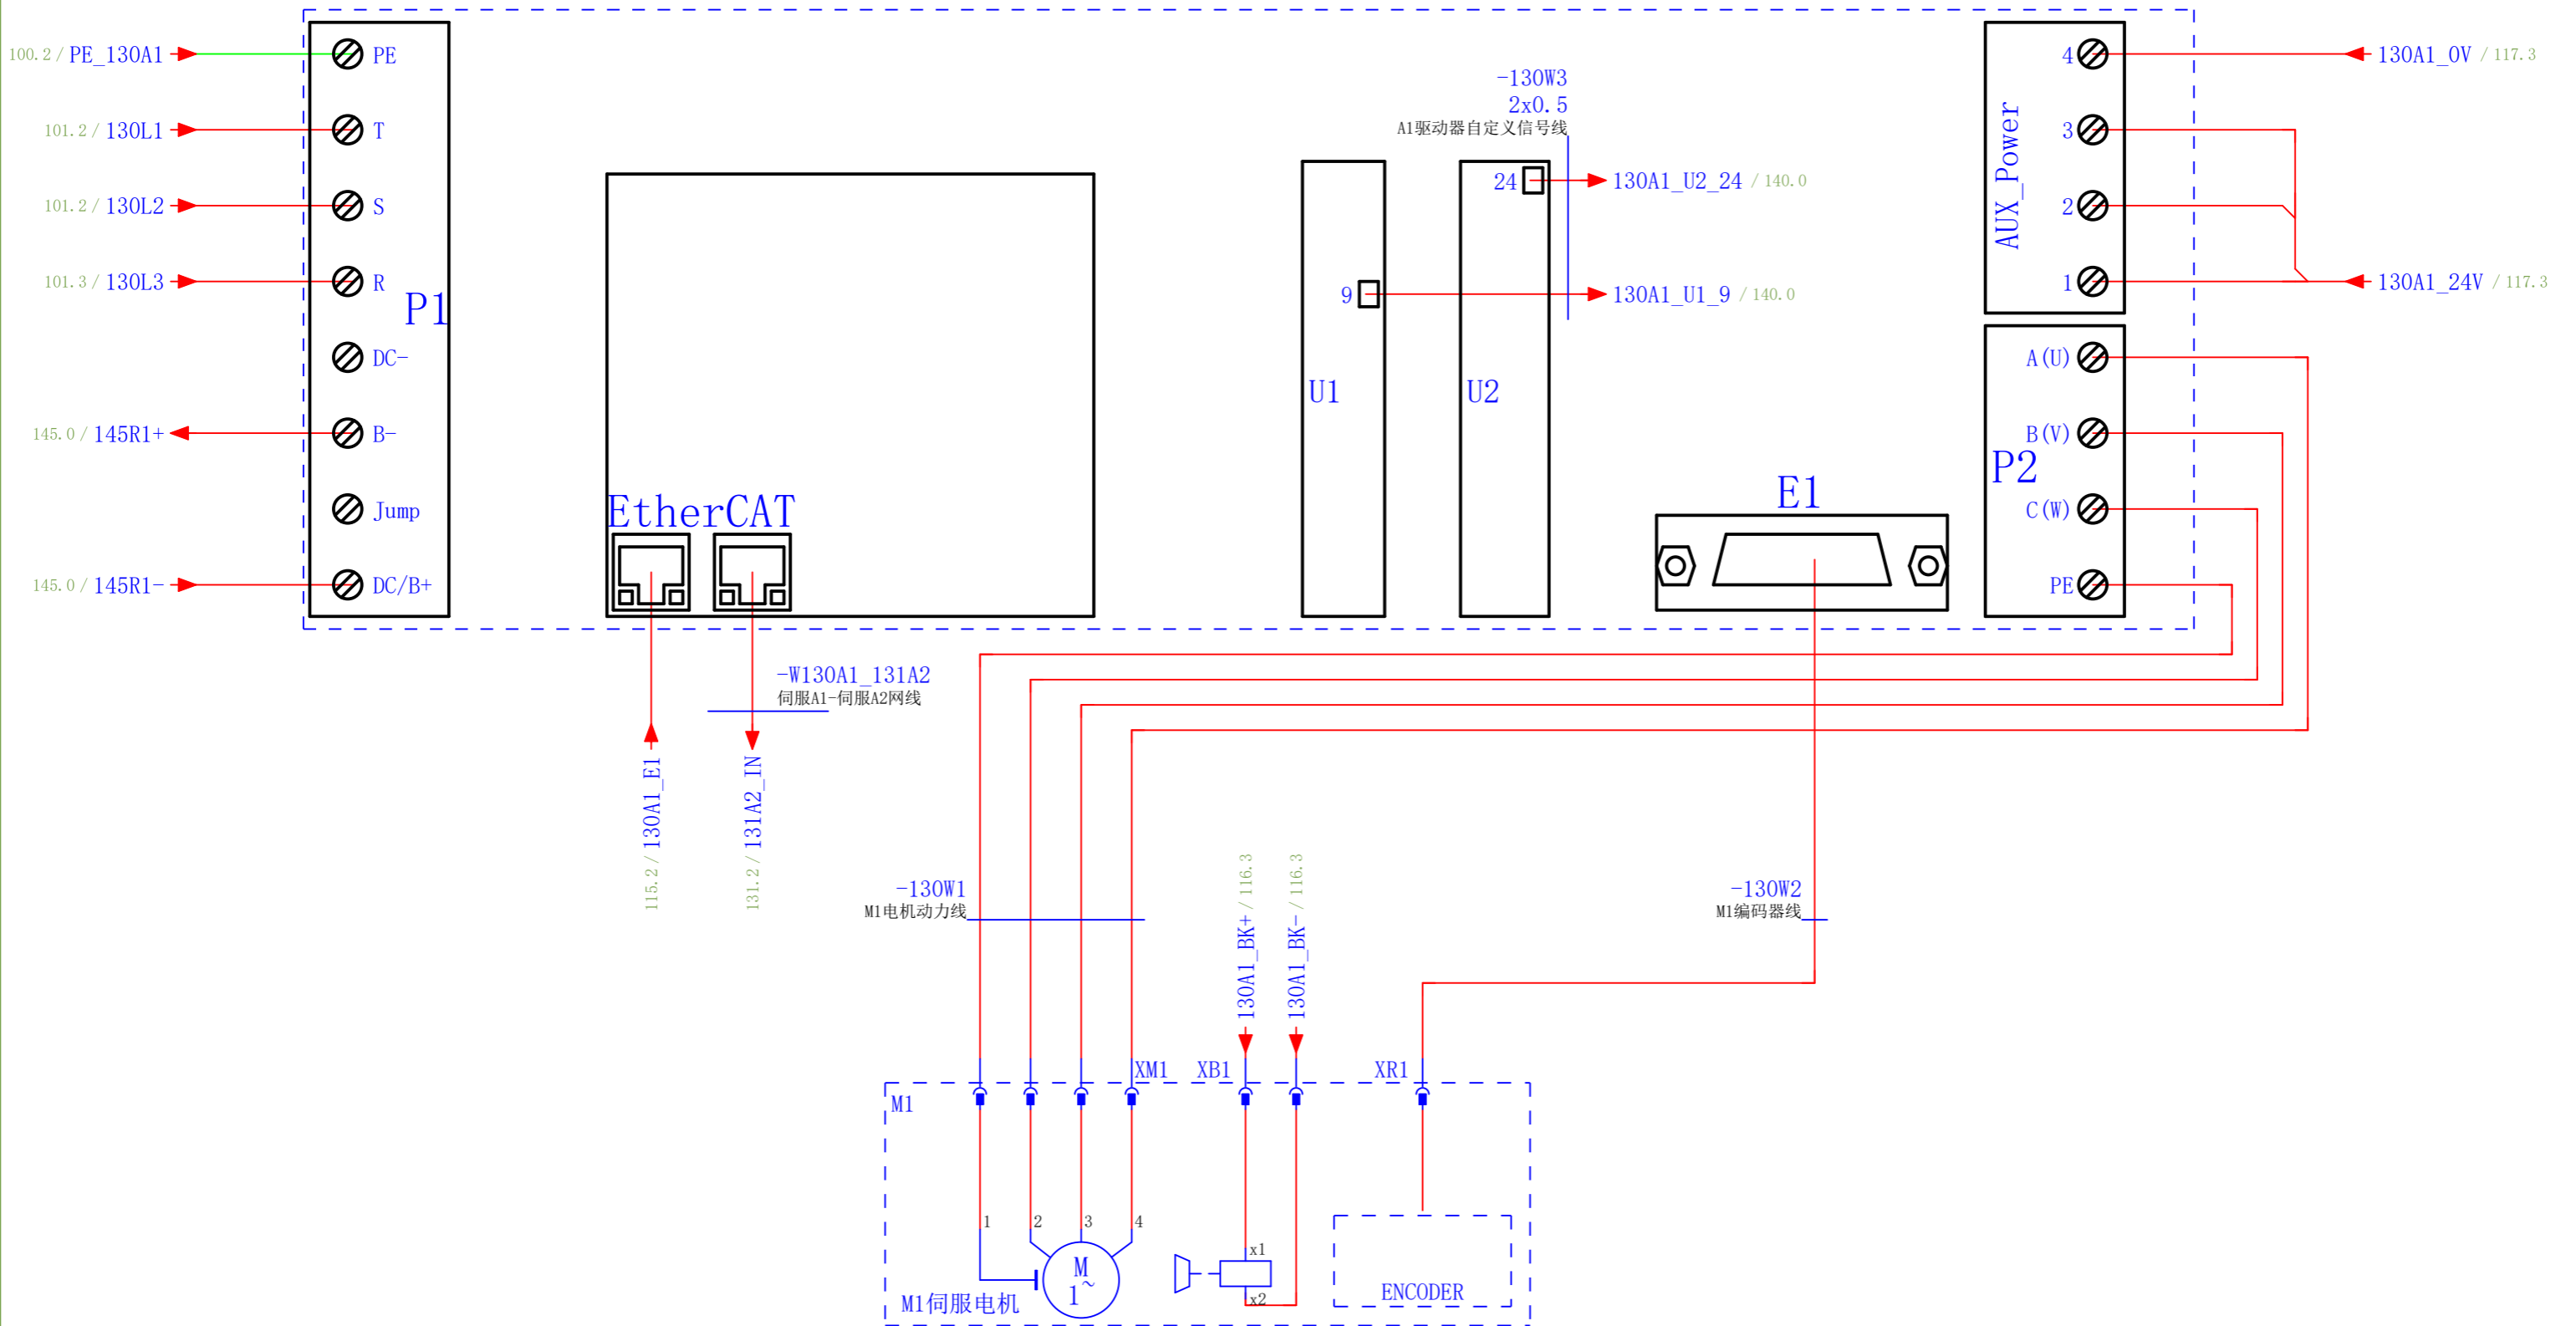 100.2 / PE_130A1
PE
101.2 / 130L1
T
101.2 / 130L2
S
101.3 / 130L3
R
P1
DC-
145.0 / 145R1+
B-
Jump
145.0 / 145R1-
DC/B+
EtherCAT
-W130A1_131A2
伺服A1-伺服A2网线
115.2 / 130A1_E1
131.2 / 131A2_IN
-130W3
2x0.5
A1驱动器自定义信号线
24
130A1_U2_24 / 140.0
9
130A1_U1_9 / 140.0
U1
U2
E1
AUX_Power
4
130A1_0V / 117.3
3
2
1
130A1_24V / 117.3
A(U)
B(V)
P2
C(W)
PE
-130W1
M1电机动力线
130A1_BK+ / 116.3
130A1_BK- / 116.3
-130W2
M1编码器线
XM1
XB1
XR1
M1
1
2
3
4
M
1~
M1伺服电机
x1
x2
ENCODER